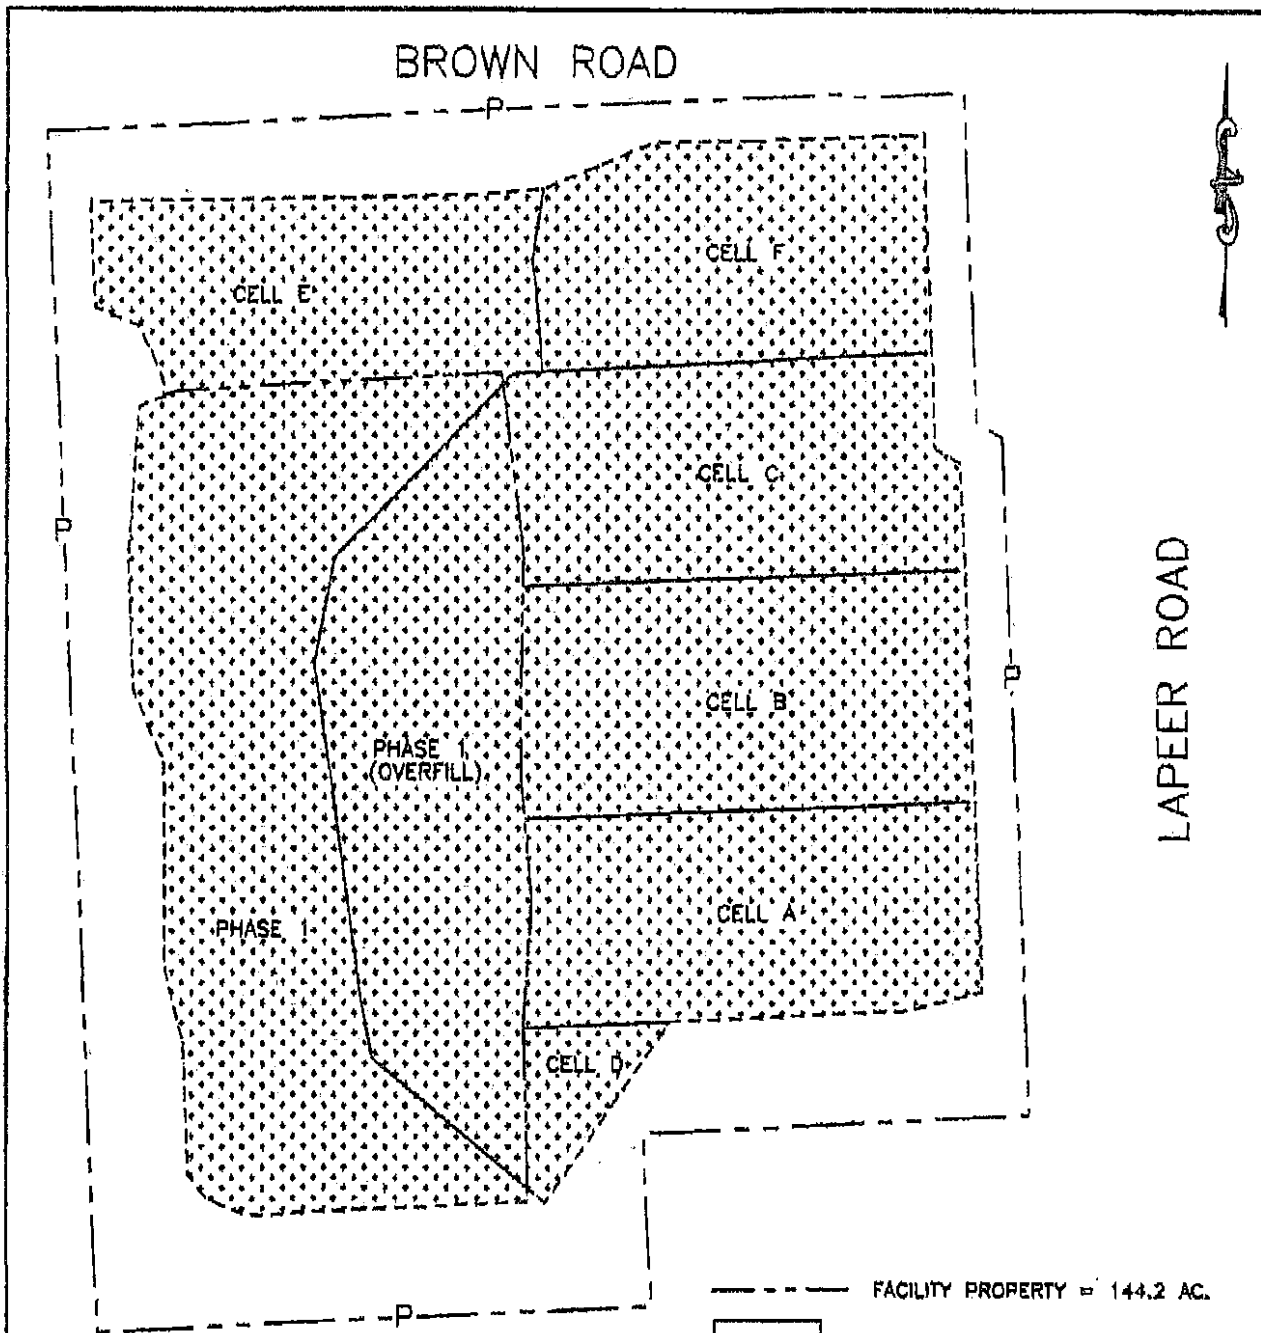 BROWN ROAD
P
CELL F
CELL E
CELL C
P
LAPEER ROAD
P
CELL B
PHASE 1
(OVERFILL)
CELL A
PHASE 1
CELL D
FACILITY PROPERTY = 144.2 AC.
P